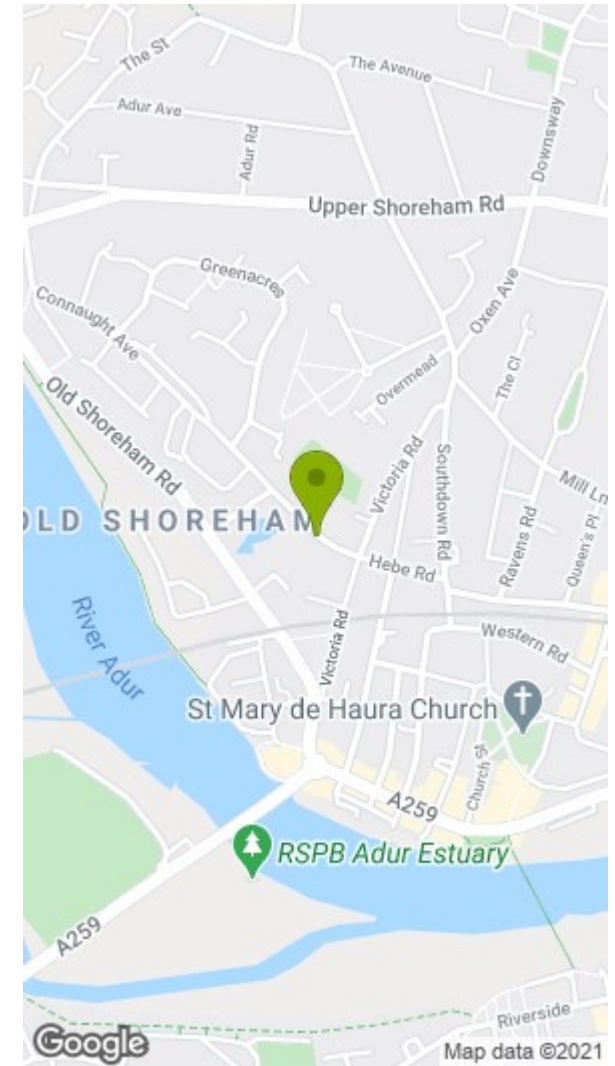 The St
The Avenue
Adur Ave
Adur Rd
Downsway
Upper Shoreham Rd
Greenacres
Connaught Ave
Oxen Ave
Overmead
The Cl
Old Shoreham Rd
Victoria Rd
Southdown Rd
Mill Ln
OLD SHOREHAM
Ravens Rd
Queen's Pl
Hebe Rd
River Adur
Victoria Rd
Western Rd
St Mary de Haura Church
Church St
A259
RSPB Adur Estuary
A259
Riverside
Google
Map data ©2021